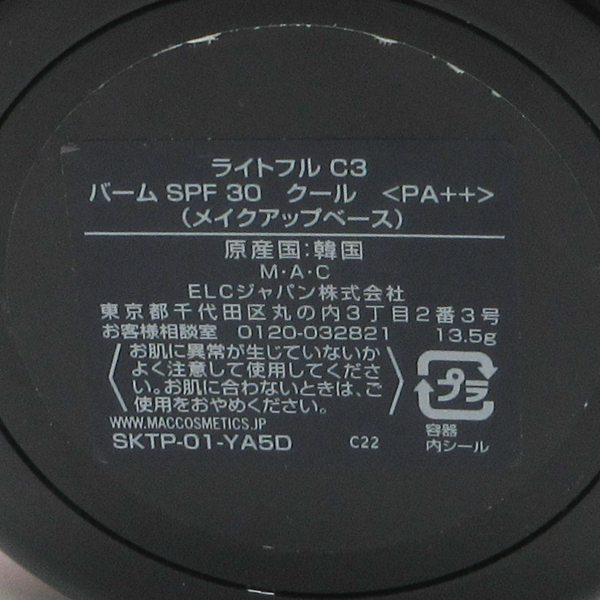 ライトフル C3
バーム SPF 30　クール　<PA++>
（メイクアップベース）
原産国:韓国
M・A・C
ELCジャパン株式会社
東京都千代田区丸の内3丁目2番3号
お客様相談室　0120-032821　13.5g
〈お肌に異常が生じていないか
よく注意して使用してくださ
い。お肌に合わないときは、ご
使用をおやめください。〉
プラ
容器
内シール
WWW.MACCOSMETICS.JP
SKTP-01-YA5D　C22